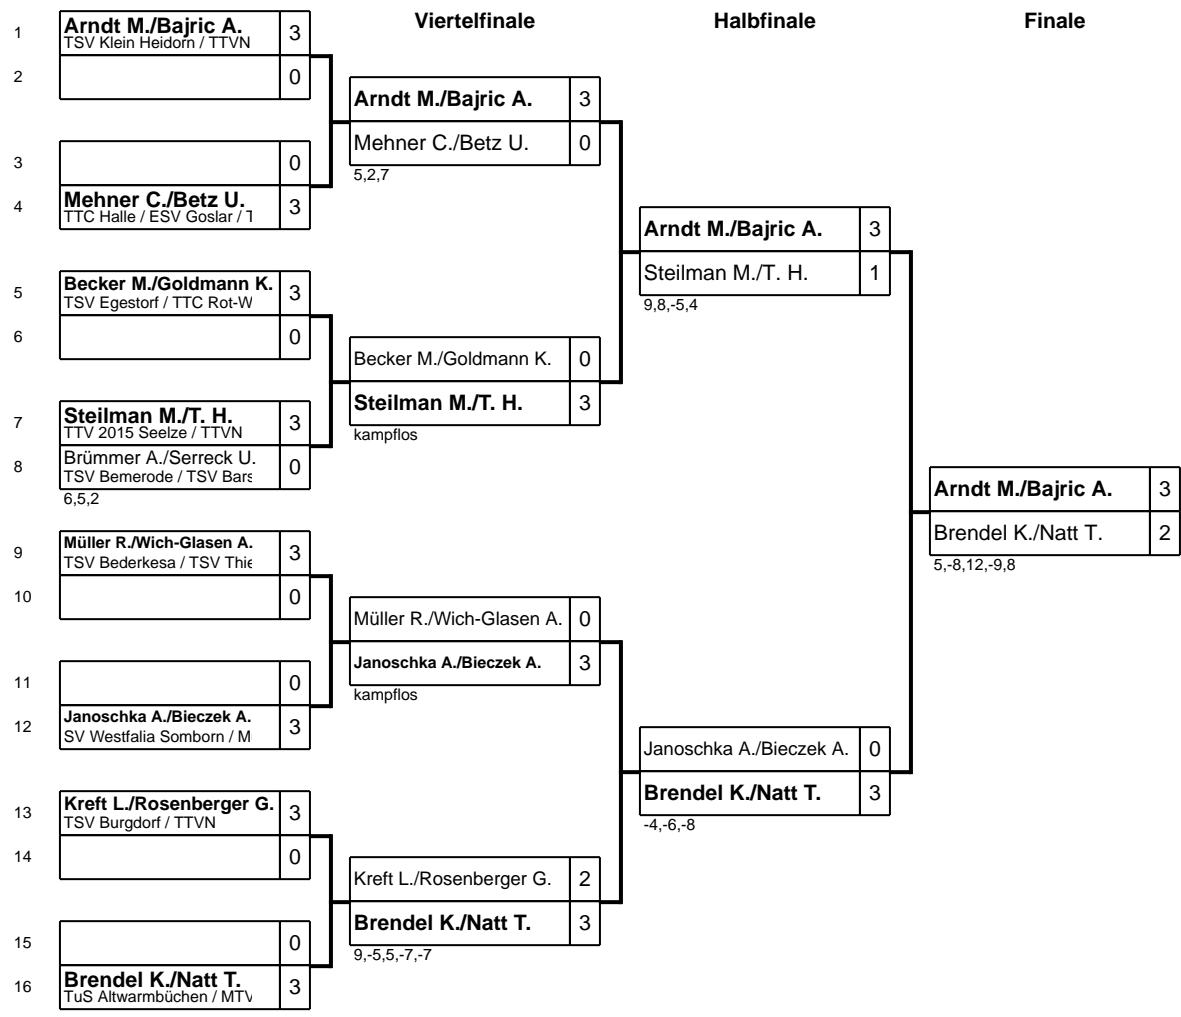 Viertelfinale
Halbfinale
Finale
1
Arndt M./Bajric A.
3
TSV Klein Heidorn / TTVN
2
0
3
0
4
Mehner C./Betz U.
3
TTC Halle / ESV Goslar / T
5
Becker M./Goldmann K.
3
TSV Egestorf / TTC Rot-W
6
0
7
Steilman M./T. H.
3
TTV 2015 Seelze / TTVN
8
Brümmer A./Serreck U.
0
TSV Bemerode / TSV Bars
6,5,2
9
Müller R./Wich-Glasen A.
3
TSV Bederkesa / TSV Thie
10
0
11
0
12
Janoschka A./Bieczek A.
3
SV Westfalia Somborn / M
13
Kreft L./Rosenberger G.
3
TSV Burgdorf / TTVN
14
0
15
0
16
Brendel K./Natt T.
3
TuS Altwarmbüchen / MTV
Arndt M./Bajric A.
3
Mehner C./Betz U.
0
5,2,7
Becker M./Goldmann K.
0
Steilman M./T. H.
3
kampflos
Müller R./Wich-Glasen A.
0
Janoschka A./Bieczek A.
3
kampflos
Kreft L./Rosenberger G.
2
Brendel K./Natt T.
3
9,-5,5,-7,-7
Arndt M./Bajric A.
3
Steilman M./T. H.
1
9,8,-5,4
Janoschka A./Bieczek A.
0
Brendel K./Natt T.
3
-4,-6,-8
Arndt M./Bajric A.
3
Brendel K./Natt T.
2
5,-8,12,-9,8